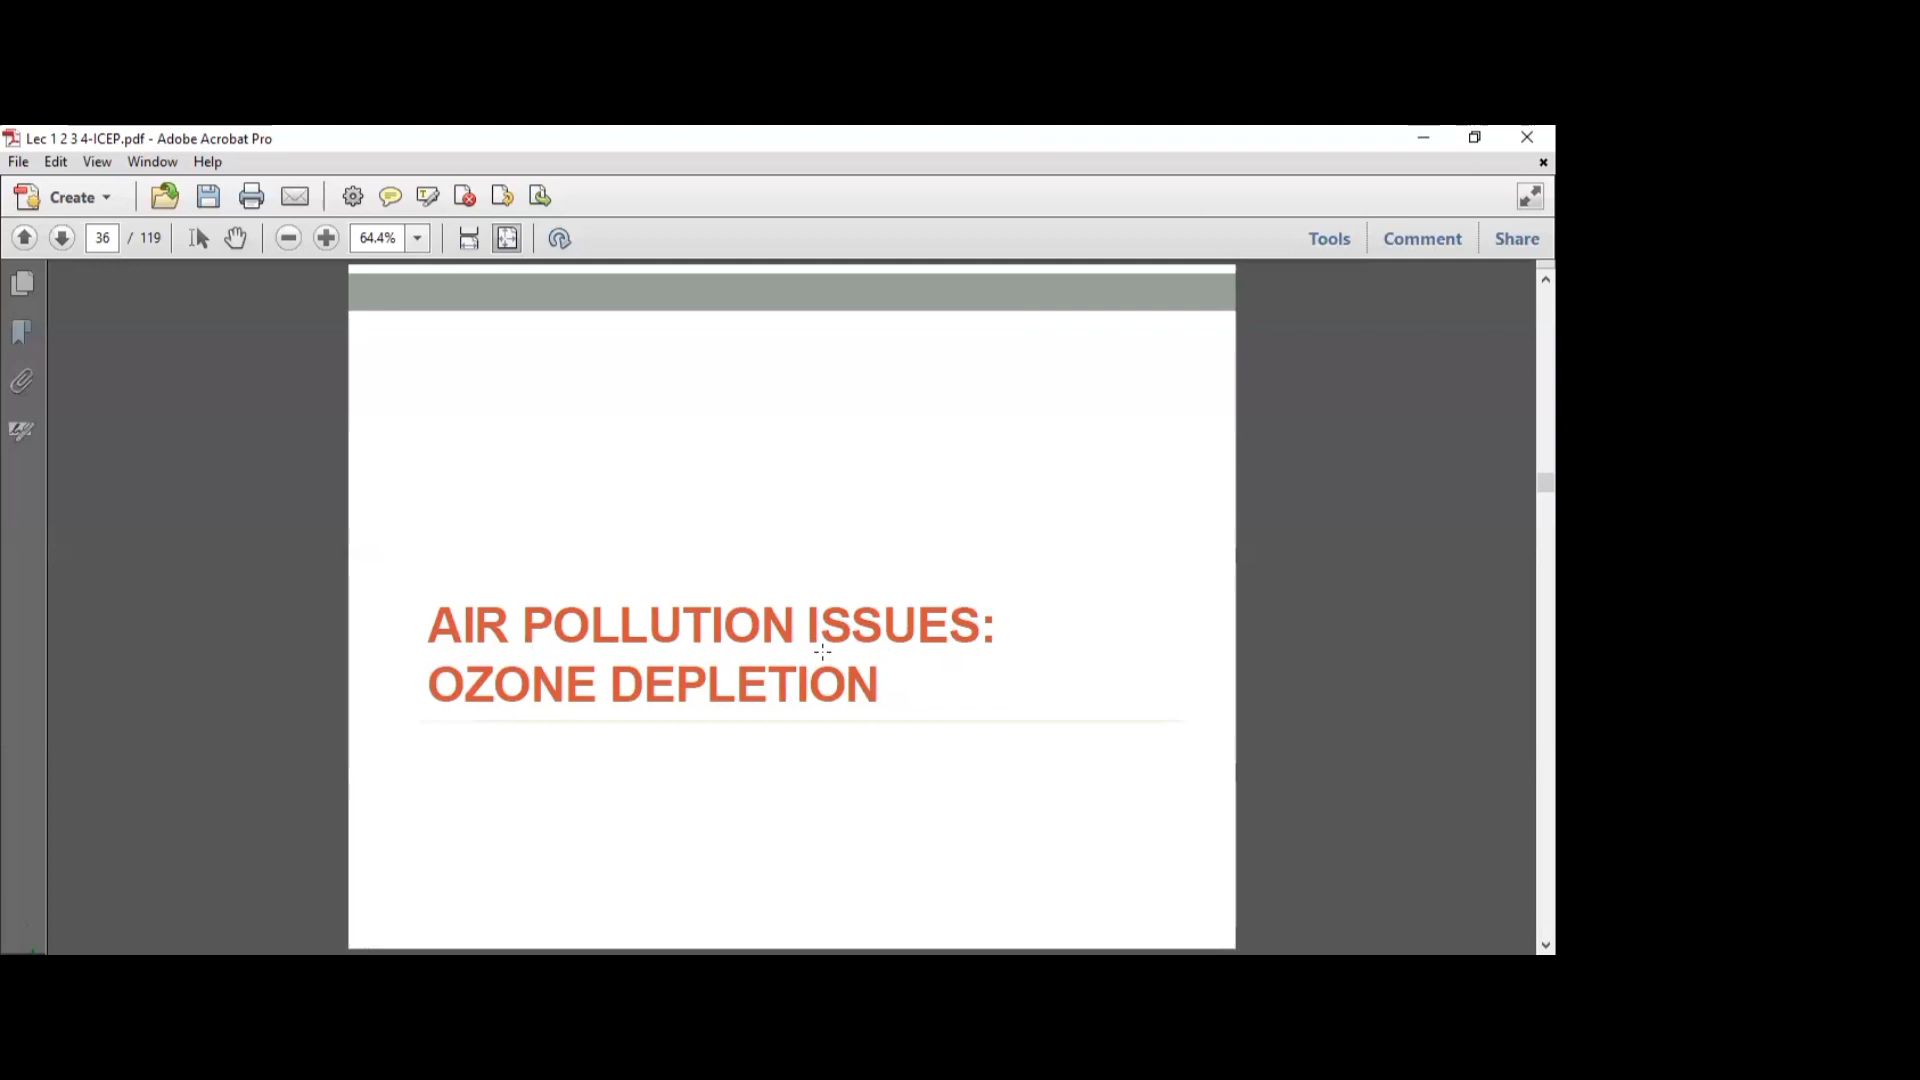 Lec 1 2 3 4-ICEP.pdf - Adobe Acrobat Pro
File Edit View Window Help
Create
36 / 119 64.4% Tools Comment Share
AIR POLLUTION ISSUES:
OZONE DEPLETION